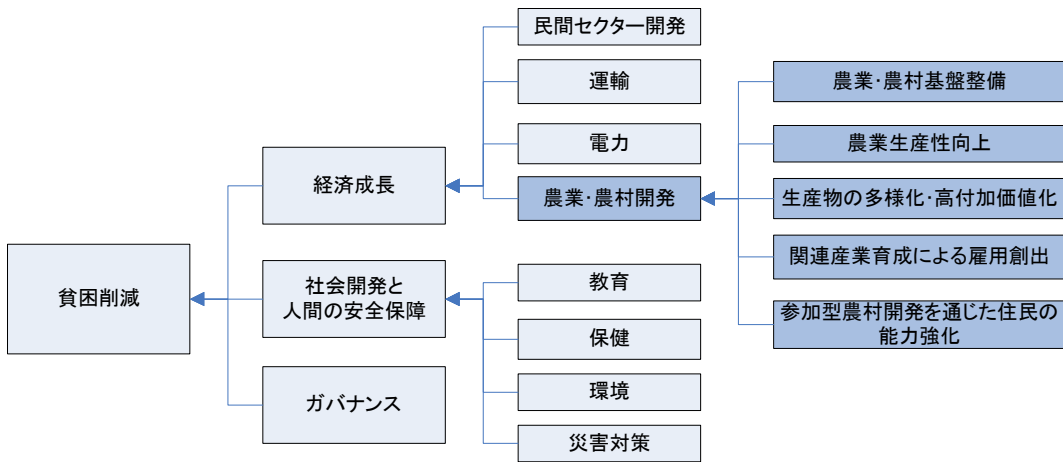 貧困削減
経済成長
社会開発と
人間の安全保障
ガバナンス
民間セクター開発
運輸
電力
農業・農村開発
教育
保健
環境
災害対策
農業・農村基盤整備
農業生産性向上
生産物の多様化・高付加価値化
関連産業育成による雇用創出
参加型農村開発を通じた住民の
能力強化